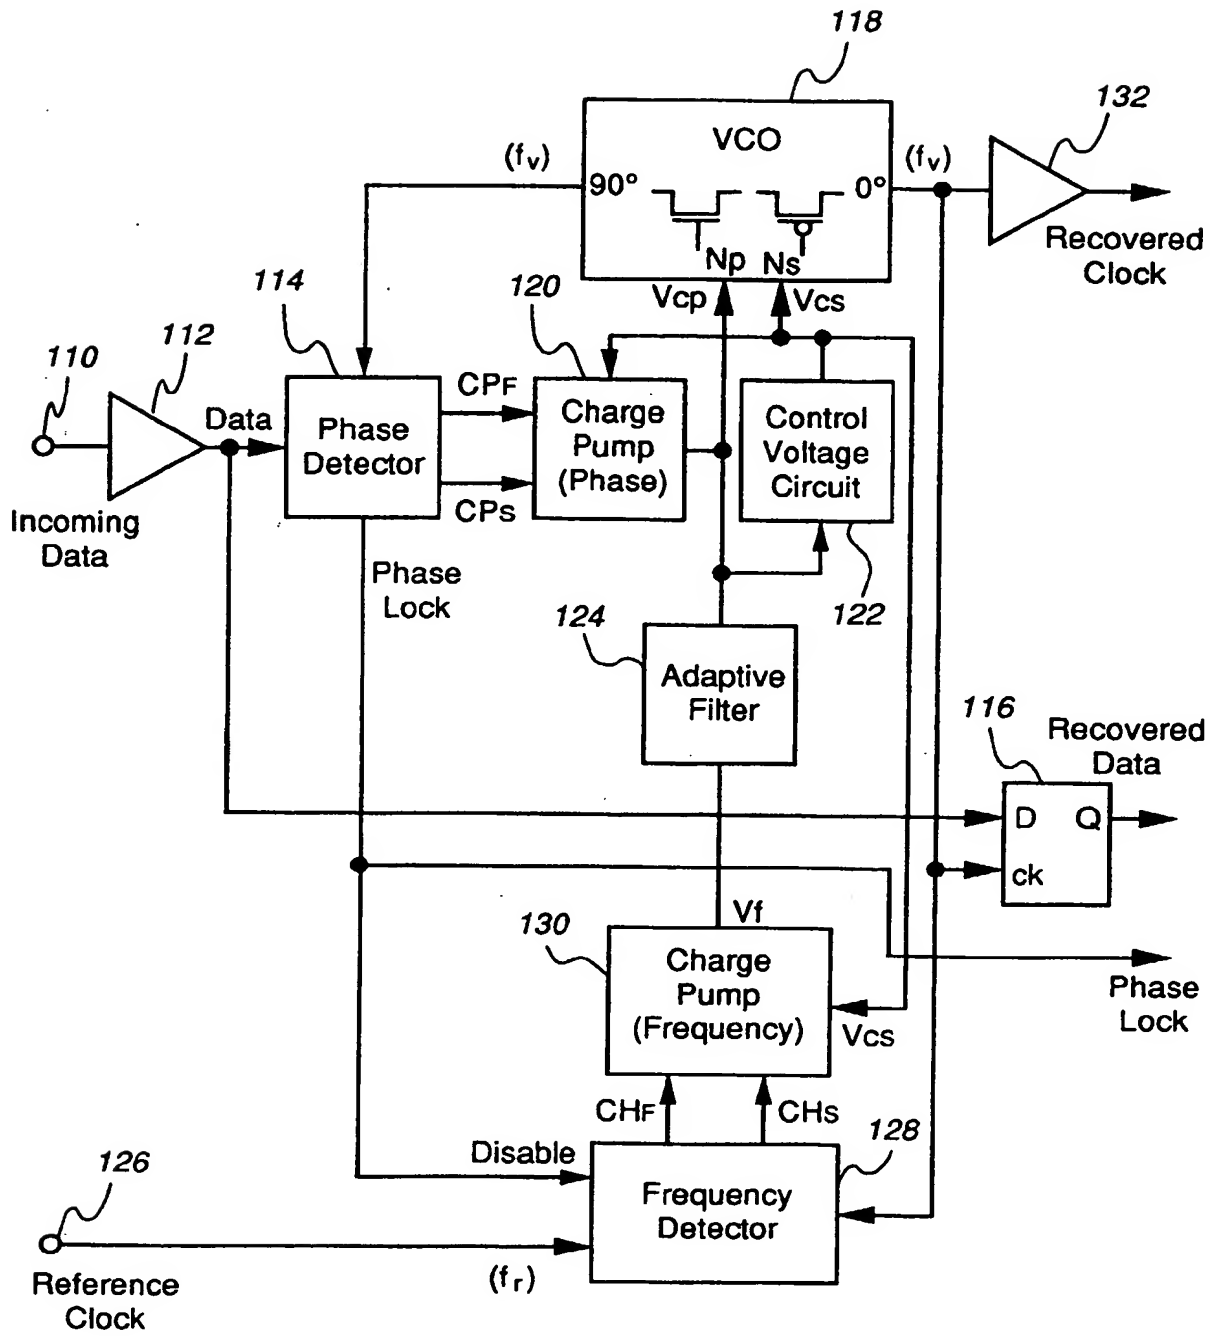 118
132
VCO
(fv)
(fv)
90°
0°
Np
Ns
Recovered
Clock
Vcp
Vcs
114
120
112
110
CPF
Data
Phase
Detector
Charge
Pump
(Phase)
Control
Voltage
Circuit
CPS
Incoming
Data
Phase
Lock
124
122
Adaptive
Filter
116
Recovered
Data
D
Q
ck
130
Vf
Charge
Pump
(Frequency)
Vcs
Phase
Lock
CHF
CHS
128
Disable
126
Frequency
Detector
(fr)
Reference
Clock